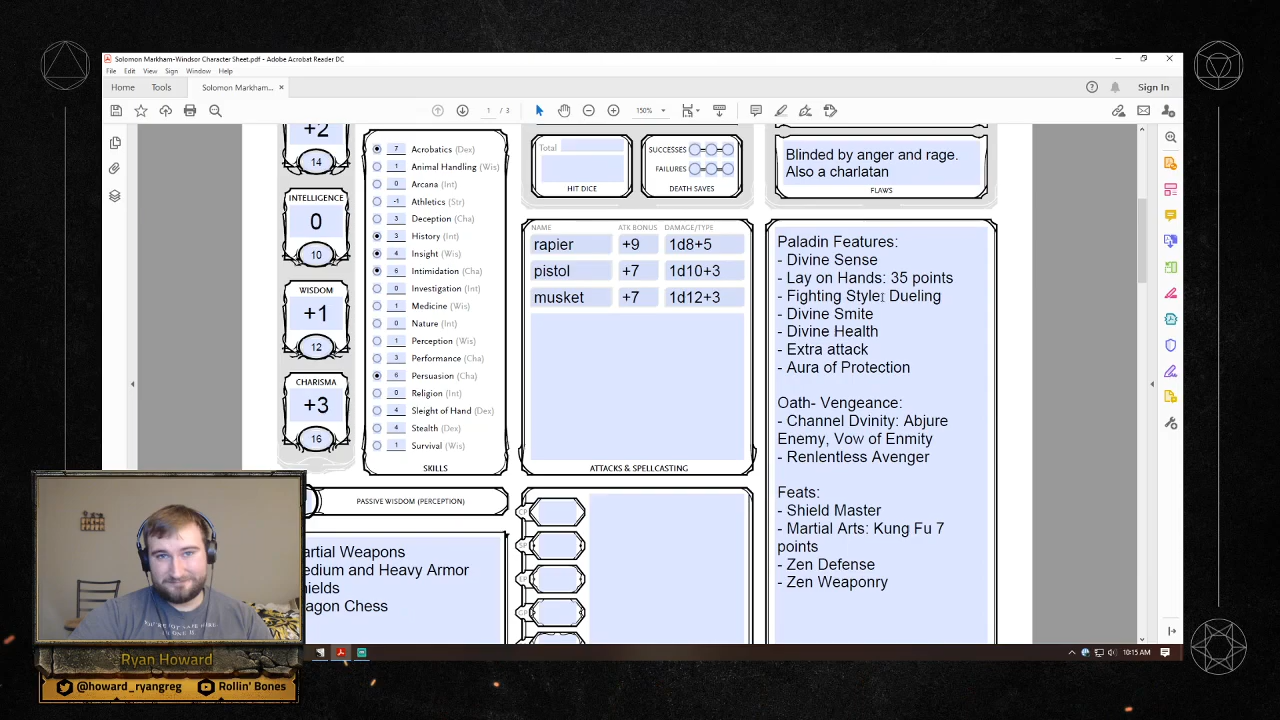 Solomon Markham-Windsor Character Sheet.pdf - Adobe Acrobat Reader DC
File Edit View Sign Window Help
Home Tools Solomon Markham... × Sign In
1 / 3 150%
+2
14
INTELLIGENCE
0
10
WISDOM
+1
12
CHARISMA
+3
16
7 Acrobatics (Dex)
1 Animal Handling (Wis)
0 Arcana (Int)
-1 Athletics (Str)
3 Deception (Cha)
3 History (Int)
4 Insight (Wis)
6 Intimidation (Cha)
0 Investigation (Int)
1 Medicine (Wis)
0 Nature (Int)
1 Perception (Wis)
3 Performance (Cha)
6 Persuasion (Cha)
0 Religion (Int)
4 Sleight of Hand (Dex)
4 Stealth (Dex)
1 Survival (Wis)
SKILLS
PASSIVE WISDOM (PERCEPTION)
artial Weapons
edium and Heavy Armor
ields
agon Chess
Total
HIT DICE
SUCCESSES
FAILURES
DEATH SAVES
NAME ATK BONUS DAMAGE/TYPE
rapier +9 1d8+5
pistol +7 1d10+3
musket +7 1d12+3
ATTACKS & SPELLCASTING
CP
SP
EP
GP
Blinded by anger and rage.
Also a charlatan
FLAWS
Paladin Features:
- Divine Sense
- Lay on Hands: 35 points
- Fighting Style: Dueling
- Divine Smite
- Divine Health
- Extra attack
- Aura of Protection
Oath- Vengeance:
- Channel Dvinity: Abjure
Enemy, Vow of Enmity
- Renlentless Avenger
Feats:
- Shield Master
- Martial Arts: Kung Fu 7
points
- Zen Defense
- Zen Weaponry
10:15 AM
Ryan Howard
@howard_ryangreg Rollin' Bones